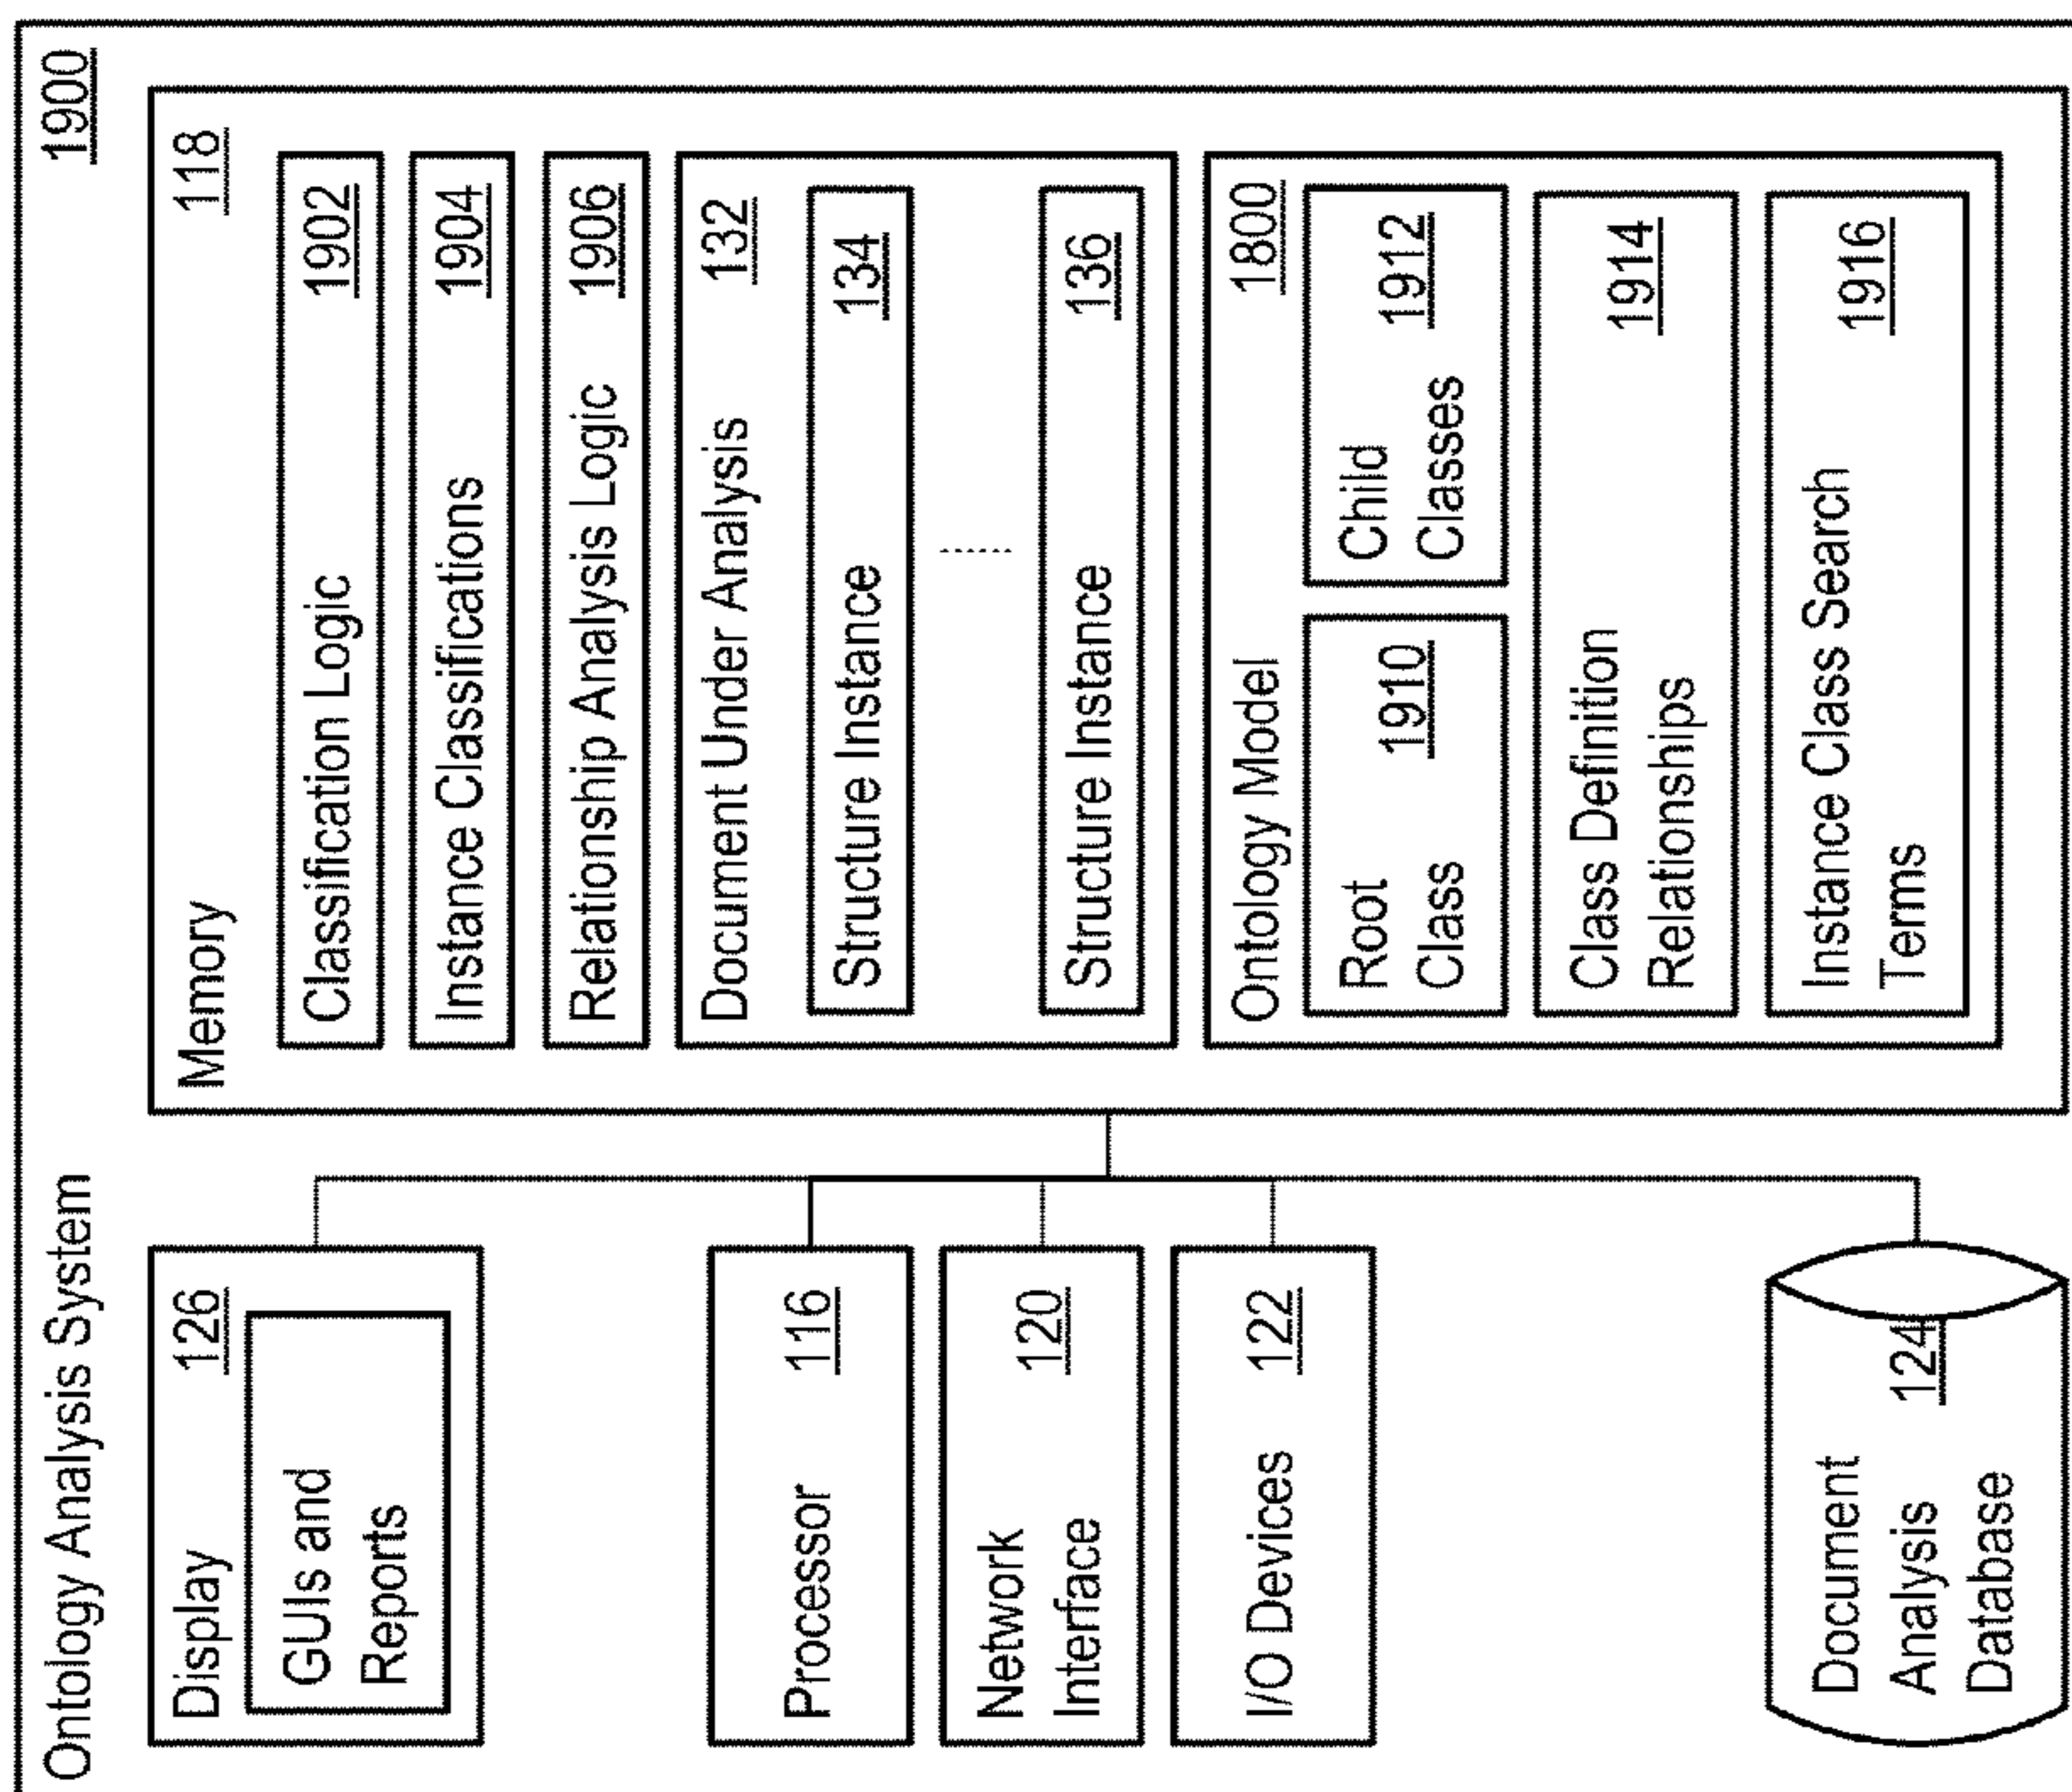 Ontology Analysis System 1900
Display 126
GUIs and
Reports
Processor 116
Network
Interface 120
I/O Devices 122
Document
Analysis 124
Database
Memory 118
Classification Logic 1902
Instance Classifications 1904
Relationship Analysis Logic 1906
Document Under Analysis 132
Structure Instance 134
......
Structure Instance 136
Ontology Model 1800
Root
Class 1910
Child
Classes 1912
Class Definition
Relationships 1914
Instance Class Search
Terms 1916